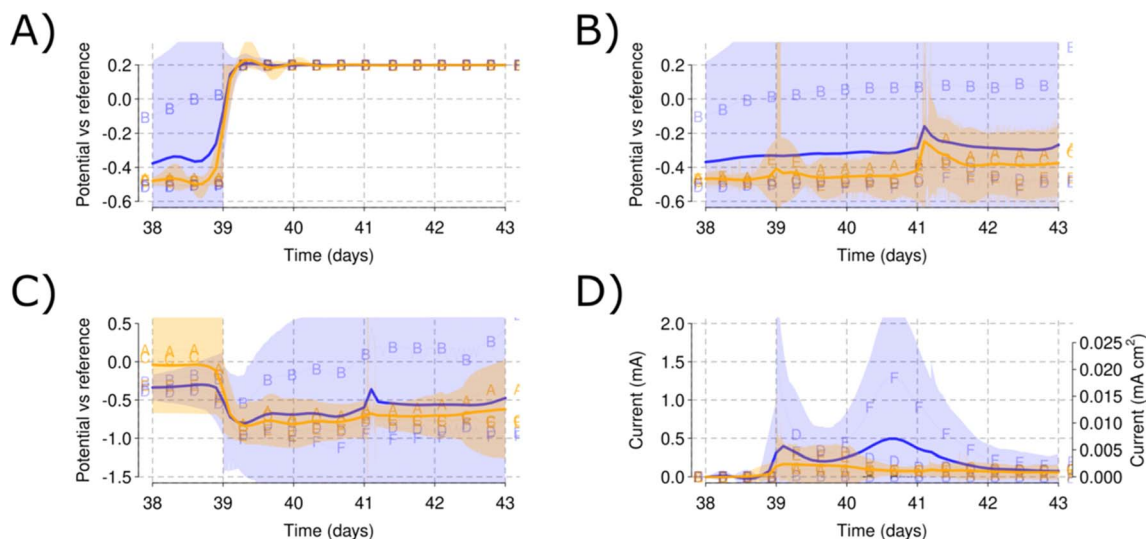 A)
Potential vs reference
0.2
0.0
-0.2
-0.4
-0.6
38 39 40 41 42 43
Time (days)
B)
Potential vs reference
0.2
0.0
-0.2
-0.4
-0.6
38 39 40 41 42 43
Time (days)
C)
Potential vs reference
0.5
0.0
-0.5
-1.0
-1.5
38 39 40 41 42 43
Time (days)
D)
Current (mA)
2.0
1.5
1.0
0.5
0.0
38 39 40 41 42 43
Time (days)
0.025
0.020
0.015
0.010
0.005
0.000
Current (mA cm²)